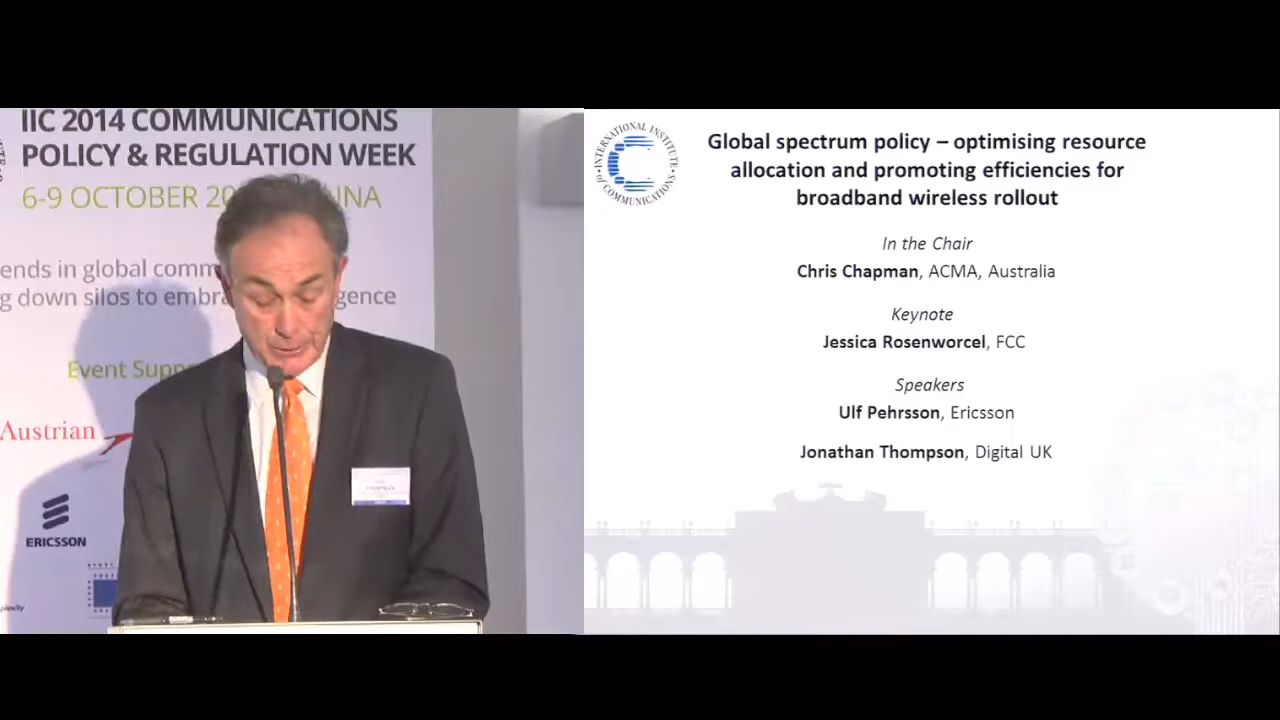 IIC 2014 COMMUNICATIONS
POLICY & REGULATION WEEK
6-9 OCTOBER
ends in global comm
g down silos to embra gence
Event Supp
Austrian
ERICSSON
plexity
INTERNATIONAL INSTITUTE
of COMMUNICATIONS
Global spectrum policy – optimising resource
allocation and promoting efficiencies for
broadband wireless rollout
In the Chair
Chris Chapman, ACMA, Australia
Keynote
Jessica Rosenworcel, FCC
Speakers
Ulf Pehrsson, Ericsson
Jonathan Thompson, Digital UK